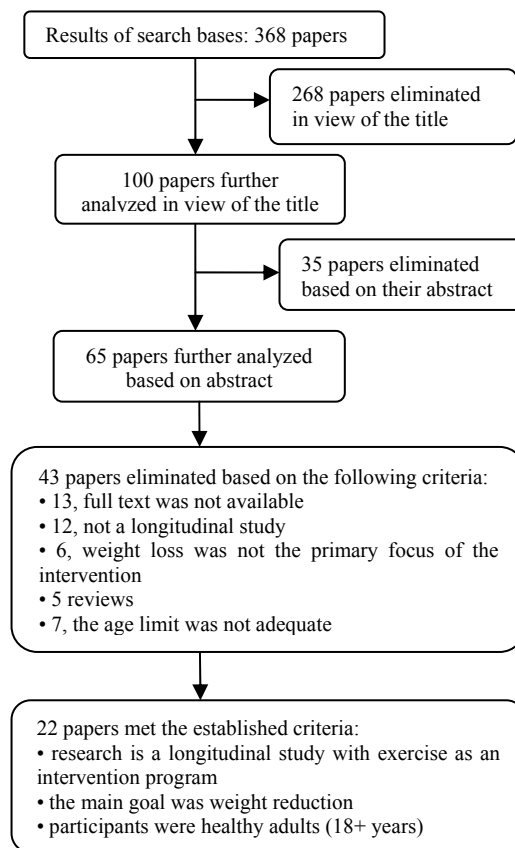 Results of search bases: 368 papers
268 papers eliminated
in view of the title
100 papers further
analyzed in view of the title
35 papers eliminated
based on their abstract
65 papers further analyzed
based on abstract
43 papers eliminated based on the following criteria:
• 13, full text was not available
• 12, not a longitudinal study
• 6, weight loss was not the primary focus of the
intervention
• 5 reviews
• 7, the age limit was not adequate
22 papers met the established criteria:
• research is a longitudinal study with exercise as an
intervention program
• the main goal was weight reduction
• participants were healthy adults (18+ years)